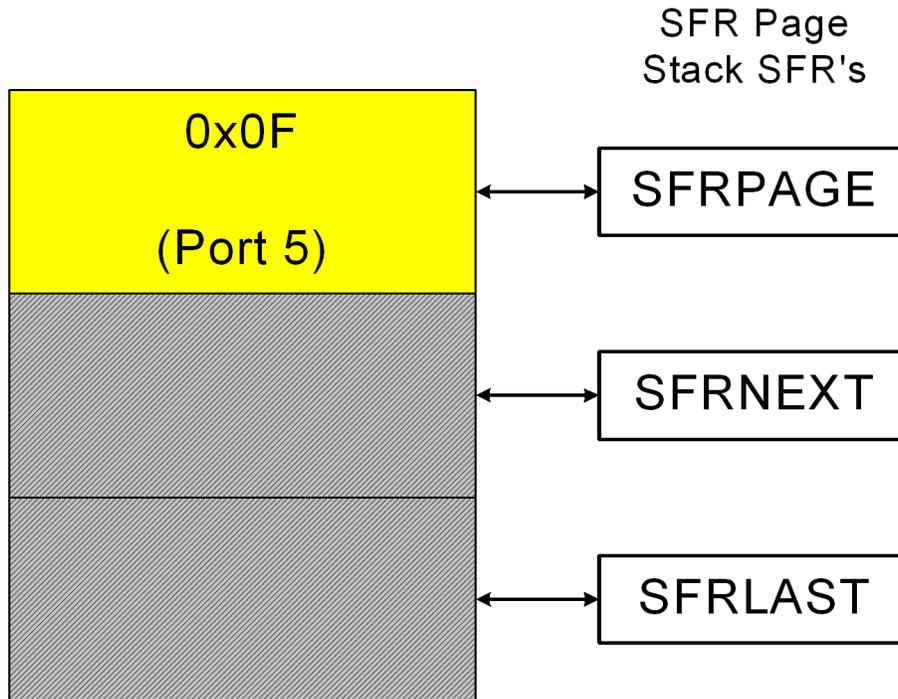 SFR Page
Stack SFR's
0x0F
(Port 5)
SFRPAGE
SFRNEXT
SFRLAST